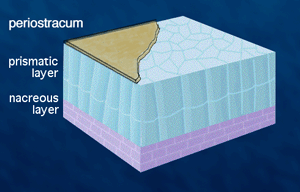 periostracum
prismatic
layer
nacreous
layer